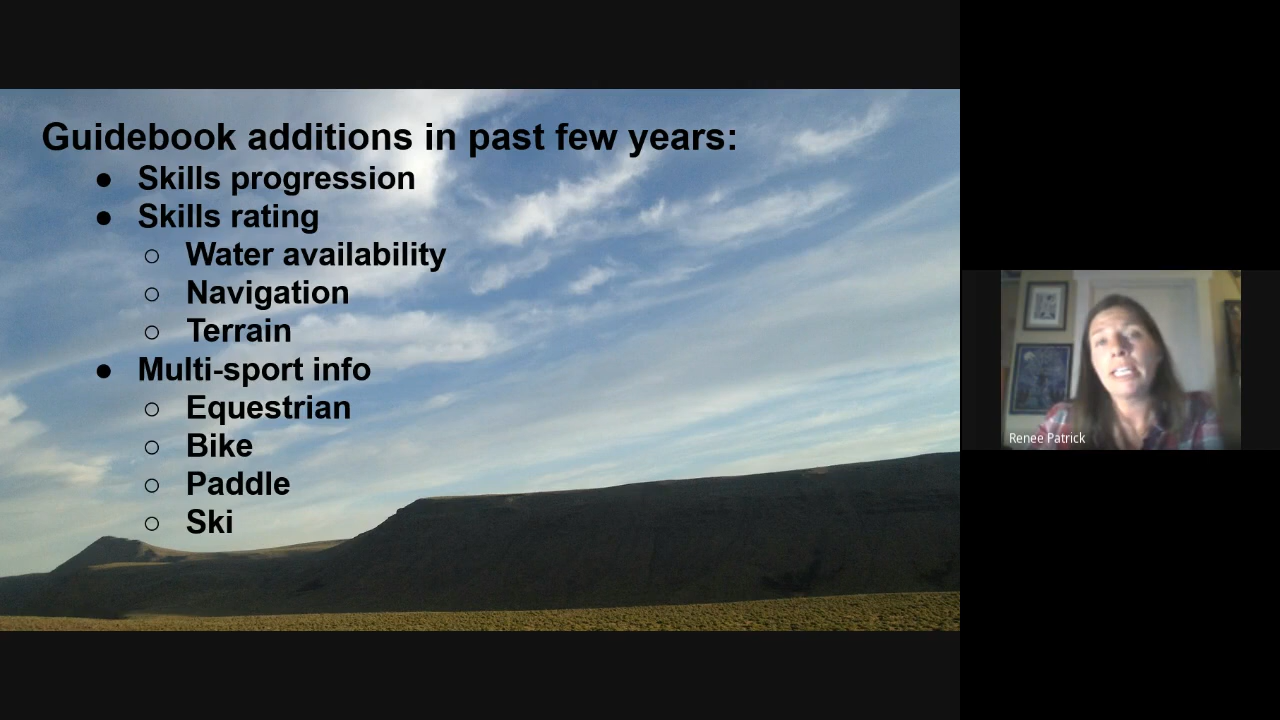 Guidebook additions in past few years:
● Skills progression
● Skills rating
○ Water availability
○ Navigation
○ Terrain
● Multi-sport info
○ Equestrian
○ Bike
○ Paddle
○ Ski
Renee Patrick